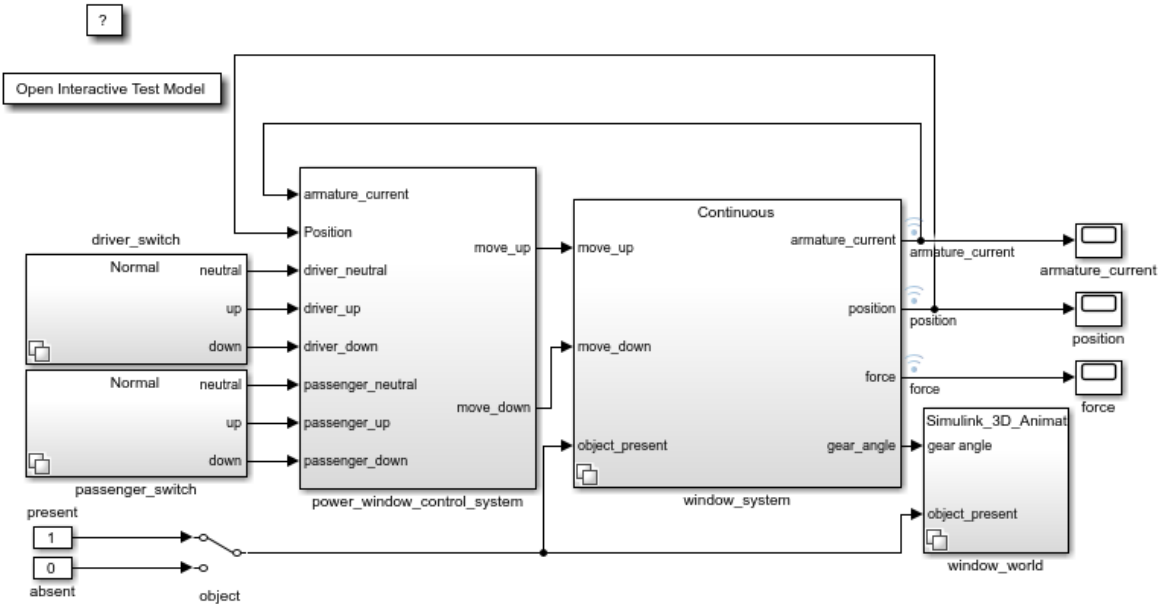 ?
Open Interactive Test Model
driver_switch
Normal
neutral
up
down
Normal
neutral
up
down
passenger_switch
present
1
0
absent
object
armature_current
Position
driver_neutral
driver_up
driver_down
passenger_neutral
passenger_up
passenger_down
move_up
move_down
power_window_control_system
Continuous
move_up
move_down
object_present
armature_current
position
force
gear_angle
window_system
armature_current
position
force
armature_current
position
force
Simulink_3D_Animat
gear angle
object_present
window_world